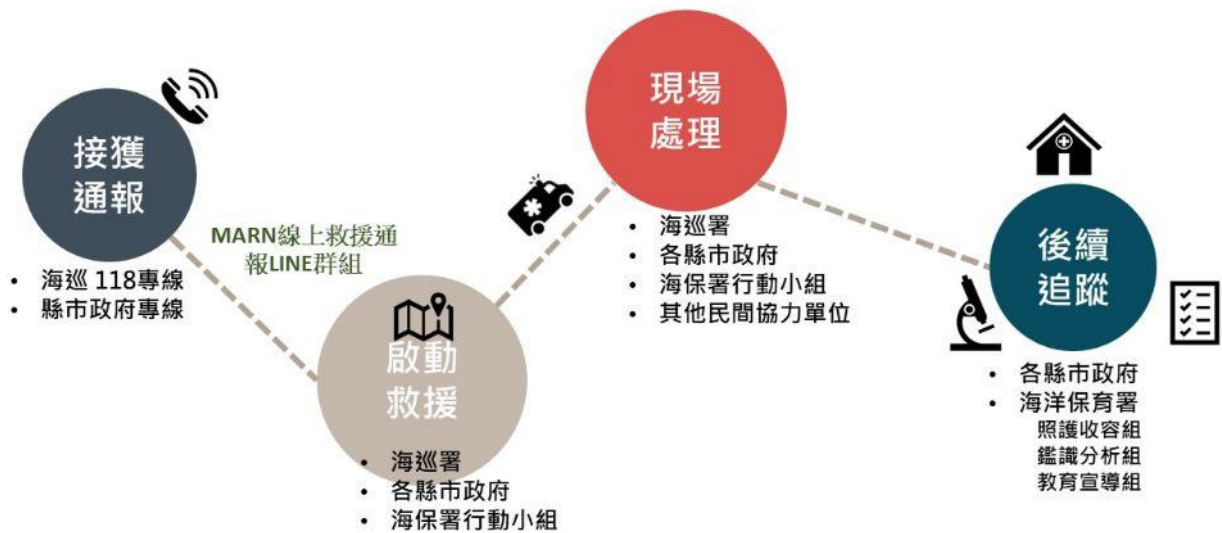 接獲
通報
• 海巡 118專線
• 縣市政府專線
MARN線上救援通
報LINE群組
啟動
救援
• 海巡署
• 各縣市政府
• 海保署行動小組
現場
處理
• 海巡署
• 各縣市政府
• 海保署行動小組
• 其他民間協力單位
後續
追蹤
• 各縣市政府
• 海洋保育署
照護收容組
鑑識分析組
教育宣導組